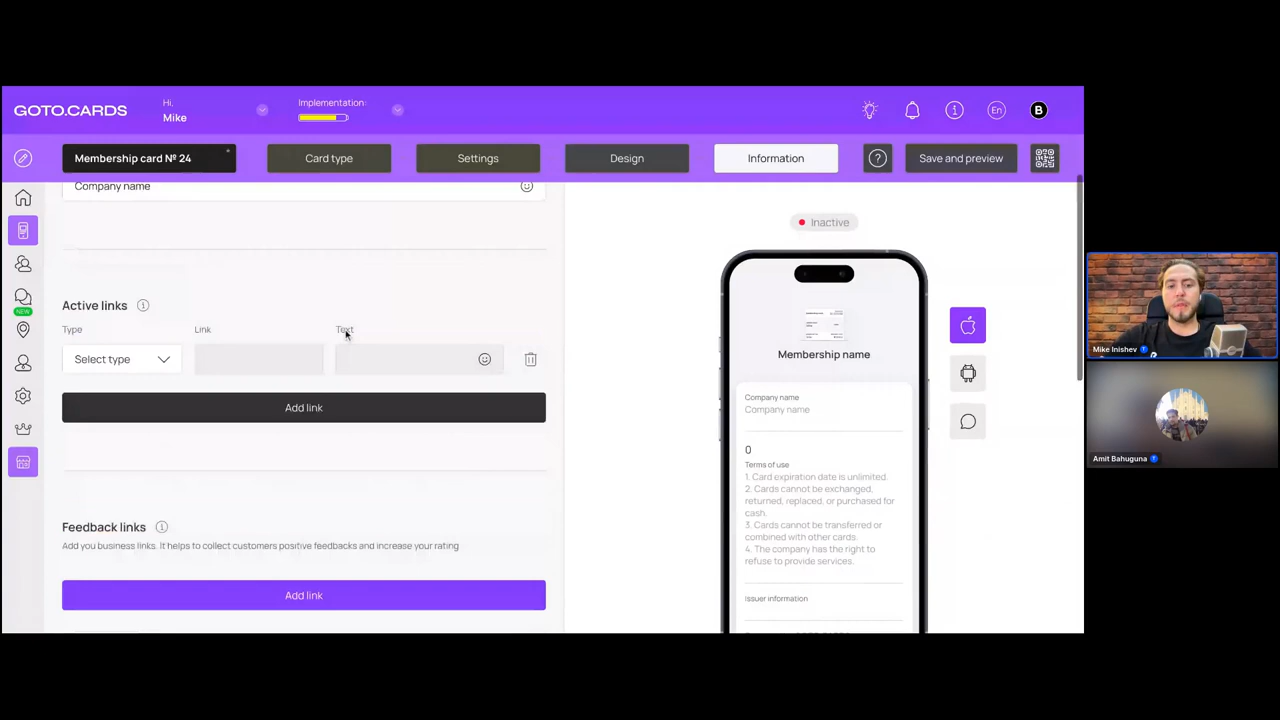 GOTO.CARDS
Hi,
Mike
Implementation:
En
B
Membership card № 24
*
Card type
Settings
Design
Information
?
Save and preview
Company name
Active links
Type
Link
Text
Select type
Add link
NEW
Feedback links
Add you business links. It helps to collect customers positive feedbacks and increase your rating
Add link
Inactive
Membership name
Company name
Company name
0
Terms of use
1. Card expiration date is unlimited.
2. Cards cannot be exchanged,
returned, replaced, or purchased for
cash.
3. Cards cannot be transferred or
combined with other cards.
4. The company has the right to
refuse to provide services.
Issuer information
Mike Inishev
Amit Bahuguna